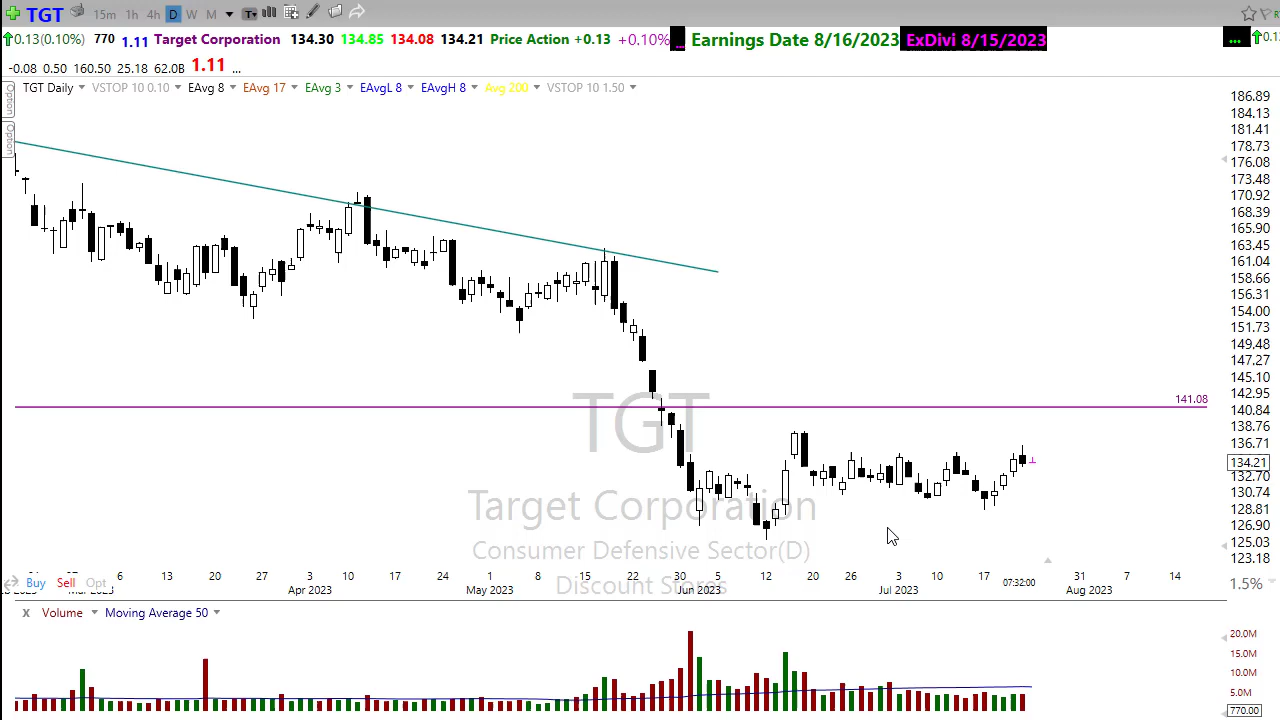 TGT 15m 1h 4h D W M T
0.13(0.10%) 770 1.11 Target Corporation 134.30 134.85 134.08 134.21 Price Action +0.13 +0.10% ... Earnings Date 8/16/2023 ExDivi 8/15/2023 ... 0.13
-0.08 0.50 160.50 25.18 62.0B 1.11 ...
TGT Daily VSTOP 10 0.10 EAvg 8 EAvg 17 EAvg 3 EAvgL 8 EAvgH 8 Avg 200 VSTOP 10 1.50
Option
Option
186.89
184.13
181.41
178.73
176.08
173.48
170.92
168.39
165.90
163.45
161.04
158.66
156.31
154.00
151.73
149.48
147.27
145.10
142.95
141.08
140.84
138.76
136.71
134.21
132.70
130.74
128.81
126.90
125.03
123.18
TGT
Target Corporation
Consumer Defensive Sector(D)
Discount Stores
6 13 20 27 3 10 17 24 1 8 15 22 30 5 12 20 26 3 10 17 07:32:00 31 7 14
Buy Sell Opt 1.5%
Mar 2023 Apr 2023 May 2023 Jun 2023 Jul 2023 Aug 2023
X Volume Moving Average 50
20.0M
15.0M
10.0M
5.0M
770.00